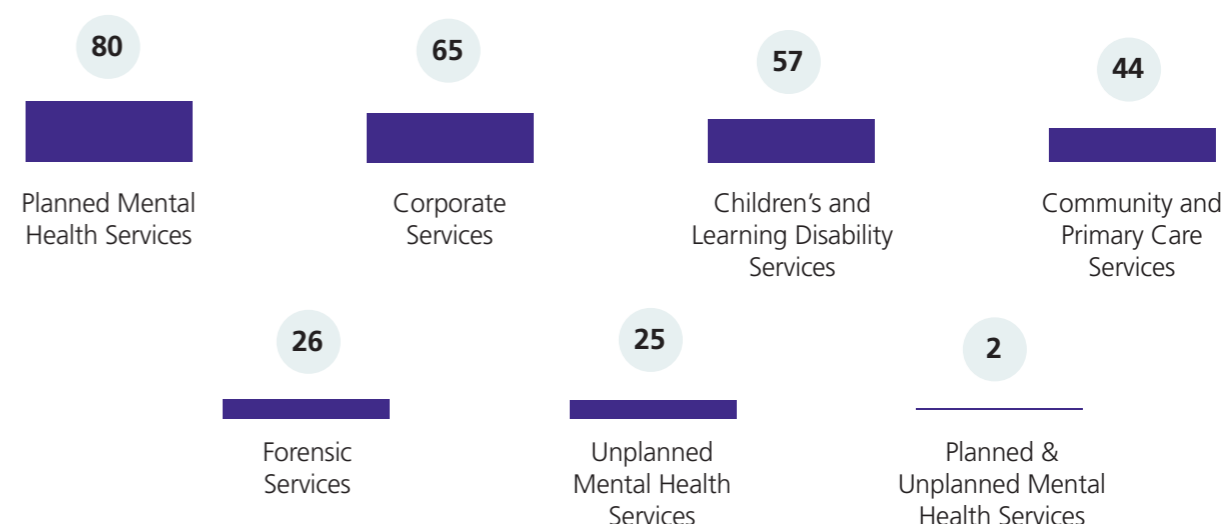 80
65
57
44
Planned Mental
Health Services
Corporate
Services
Children’s and
Learning Disability
Services
Community and
Primary Care
Services
26
25
2
Forensic
Services
Unplanned
Mental Health
Services
Planned &
Unplanned Mental
Health Services